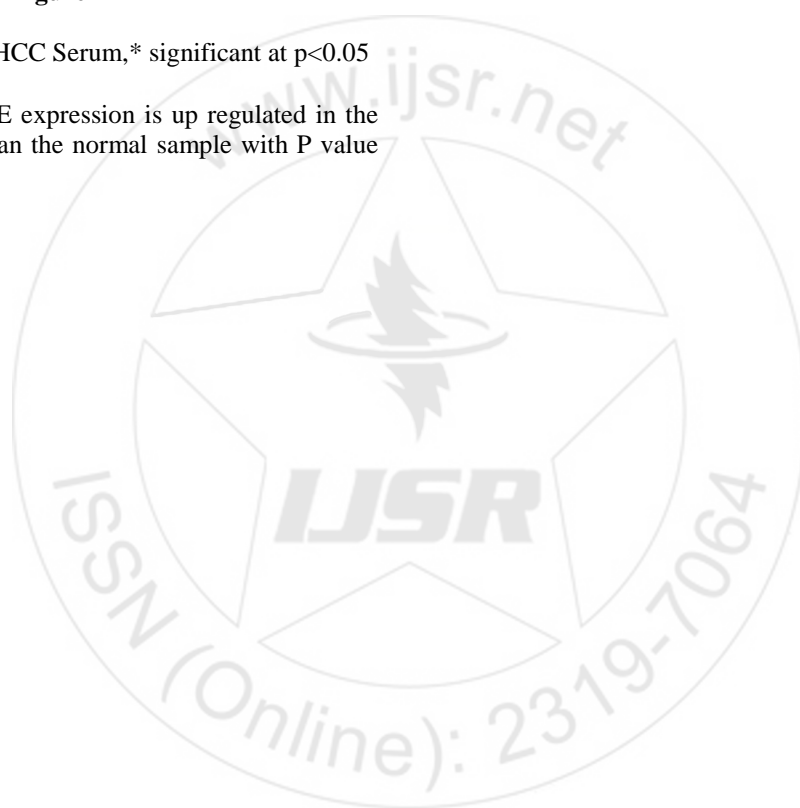 HCC Serum,* significant at p<0.05
E expression is up regulated in the
an the normal sample with P value
www.ijsr.net
IJSR
ISSN (Online): 2319-7064